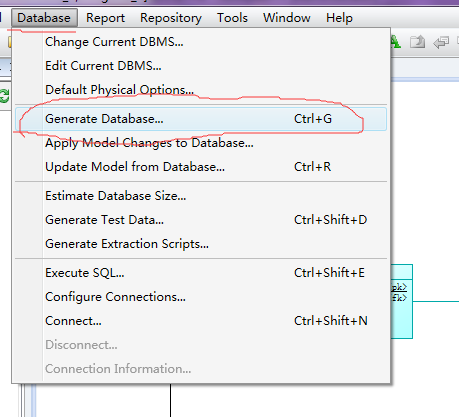 Database Report Repository Tools Window Help
Change Current DBMS...
Edit Current DBMS...
Default Physical Options...
Generate Database... Ctrl+G
Apply Model Changes to Database...
Update Model from Database... Ctrl+R
Estimate Database Size...
Generate Test Data... Ctrl+Shift+D
Generate Extraction Scripts...
Execute SQL... Ctrl+Shift+E
pk>
fk>
Configure Connections...
Connect... Ctrl+Shift+N
Disconnect...
Connection Information...